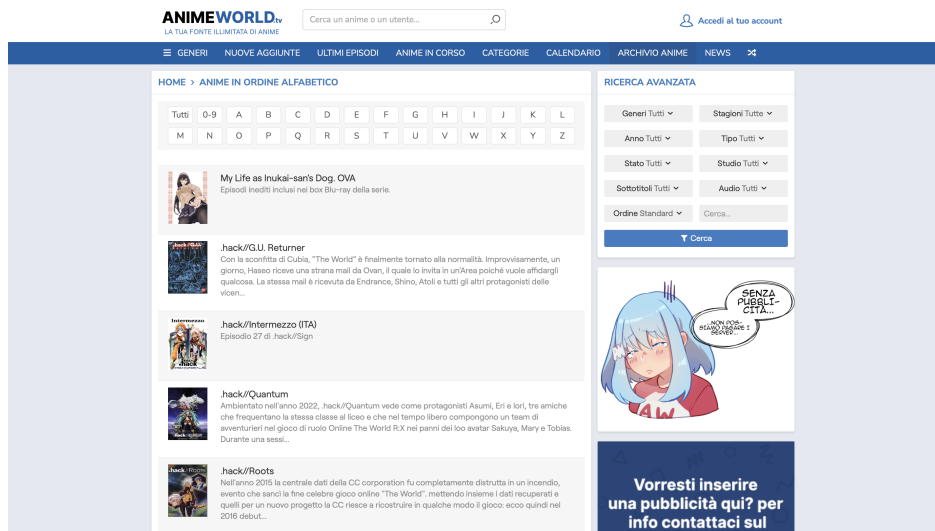 ANIMEWORLD.tv
LA TUA FONTE ILLIMITATA DI ANIME
Cerca un anime o un utente...
Accedi al tuo account
GENERI NUOVE AGGIUNTE ULTIMI EPISODI ANIME IN CORSO CATEGORIE CALENDARIO ARCHIVIO ANIME NEWS
HOME > ANIME IN ORDINE ALFABETICO
Tutti 0-9 A B C D E F G H I J K L
M N O P Q R S T U V W X Y Z
My Life as Inukai-san's Dog. OVA
Episodi inediti inclusi nei box Blu-ray della serie.
.hack//G.U. Returner
Con la sconfitta di Cubia, "The World" è finalmente tornato alla normalità. Improvvisamente, un
giorno, Haseo riceve una strana mail da Ovan, il quale lo invita in un'Area poiché vuole affidargli
qualcosa. La stessa mail è ricevuta da Endrance, Shino, Atoli e tutti gli altri protagonisti delle
vicen...
Intermezzo
.hack//Intermezzo (ITA)
Episodio 27 di .hack//Sign
.hack//Quantum
Ambientato nell'anno 2022, .hack//Quantum vede come protagonisti Asumi, Eri e Iori, tre amiche
che frequentano la stessa classe al liceo e che nel tempo libero compongono un team di
avventurieri nel gioco di ruolo Online The World R:X nei panni dei loo avatar Sakuya, Mary e Tobias.
Durante una sessi...
.hack//Roots
Nell'anno 2015 la centrale dati della CC corporation fu completamente distrutta in un incendio,
evento che sancì la fine celebre gioco online "The World". mettendo insieme i dati recuperati e
quelli per un nuovo progetto la CC riesce a ricostruire in qualche modo il gioco: ecco quindi nel
2016 debut...
RICERCA AVANZATA
Generi Tutti Stagioni Tutte
Anno Tutti Tipo Tutti
Stato Tutti Studio Tutti
Sottotitoli Tutti Audio Tutti
Ordine Standard Cerca...
Cerca
SENZA
PUBBLI-
CITÀ...
...NON POS-
SIAMO PAGARE I
SERVER...
AW
Vorresti inserire
una pubblicità qui? per
info contattaci sul